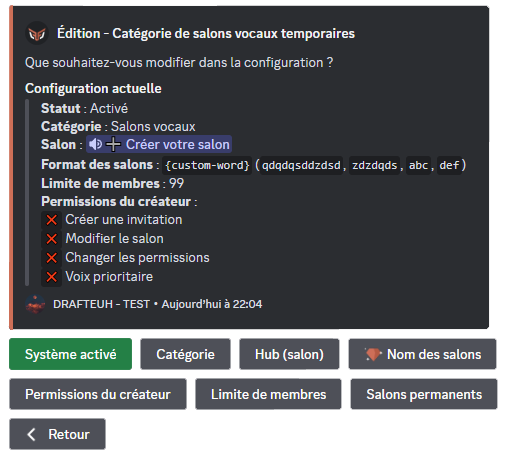 Édition - Catégorie de salons vocaux temporaires
Que souhaitez-vous modifier dans la configuration ?
Configuration actuelle
Statut : Activé
Catégorie : Salons vocaux
Salon : Créer votre salon
Format des salons : {custom-word} (qdqdqsddzdsd, zdzdqds, abc, def)
Limite de membres : 99
Permissions du créateur :
Créer une invitation
Modifier le salon
Changer les permissions
Voix prioritaire
DRAFTEUH - TEST • Aujourd'hui à 22:04
Système activé
Catégorie
Hub (salon)
Nom des salons
Permissions du créateur
Limite de membres
Salons permanents
Retour